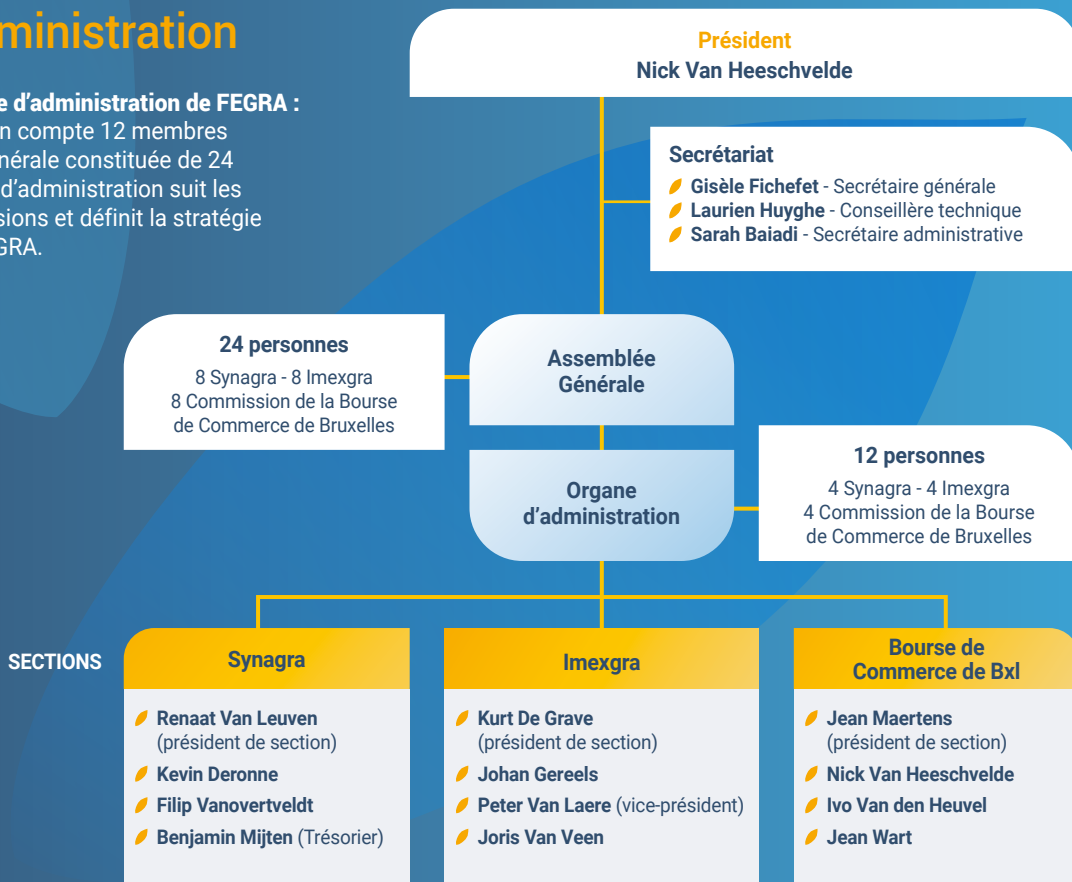 ministration
e d'administration de FEGRA :
n compte 12 membres
nérale constituée de 24
d'administration suit les
sions et définit la stratégie
GRA.
Président
Nick Van Heeschvelde
Secrétariat
Gisèle Fichefet - Secrétaire générale
Laurien Huyghe - Conseillère technique
Sarah Baiadi - Secrétaire administrative
24 personnes
8 Synagra - 8 Imexgra
8 Commission de la Bourse
de Commerce de Bruxelles
Assemblée
Générale
Organe
d'administration
12 personnes
4 Synagra - 4 Imexgra
4 Commission de la Bourse
de Commerce de Bruxelles
SECTIONS
Synagra
Renaat Van Leuven
(président de section)
Kevin Deronne
Filip Vanovertveldt
Benjamin Mijten (Trésorier)
Imexgra
Kurt De Grave
(président de section)
Johan Gereels
Peter Van Laere (vice-président)
Joris Van Veen
Bourse de
Commerce de Bxl
Jean Maertens
(président de section)
Nick Van Heeschvelde
Ivo Van den Heuvel
Jean Wart